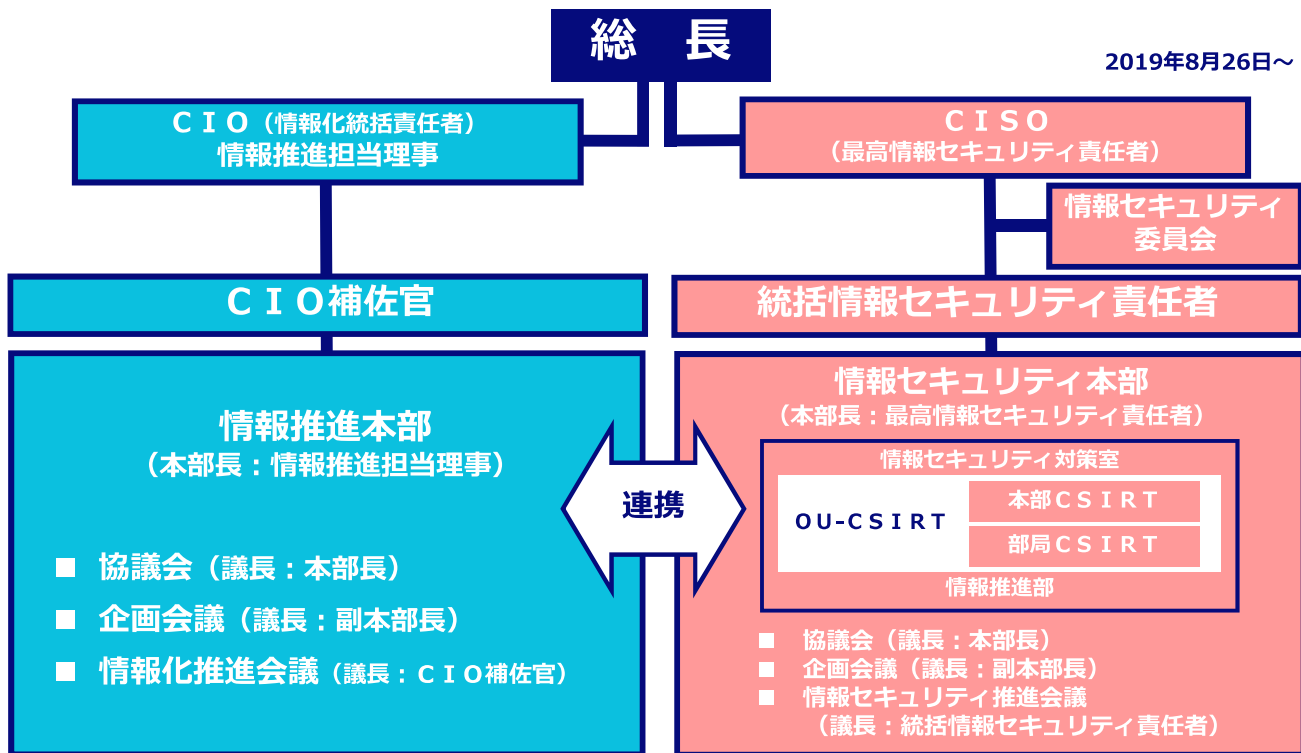 総　長
2019年8月26日～
ＣＩＯ（情報化統括責任者）
情報推進担当理事
ＣＩＳＯ
（最高情報セキュリティ責任者）
情報セキュリティ
委員会
ＣＩＯ補佐官
統括情報セキュリティ責任者
情報推進本部
（本部長：情報推進担当理事）
■ 協議会（議長：本部長）
■ 企画会議（議長：副本部長）
■ 情報化推進会議（議長：ＣＩＯ補佐官）
連携
情報セキュリティ本部
（本部長：最高情報セキュリティ責任者）
情報セキュリティ対策室
ＯＵ-ＣＳＩＲＴ
本部ＣＳＩＲＴ
部局ＣＳＩＲＴ
情報推進部
■ 協議会（議長：本部長）
■ 企画会議（議長：副本部長）
■ 情報セキュリティ推進会議
（議長：統括情報セキュリティ責任者）